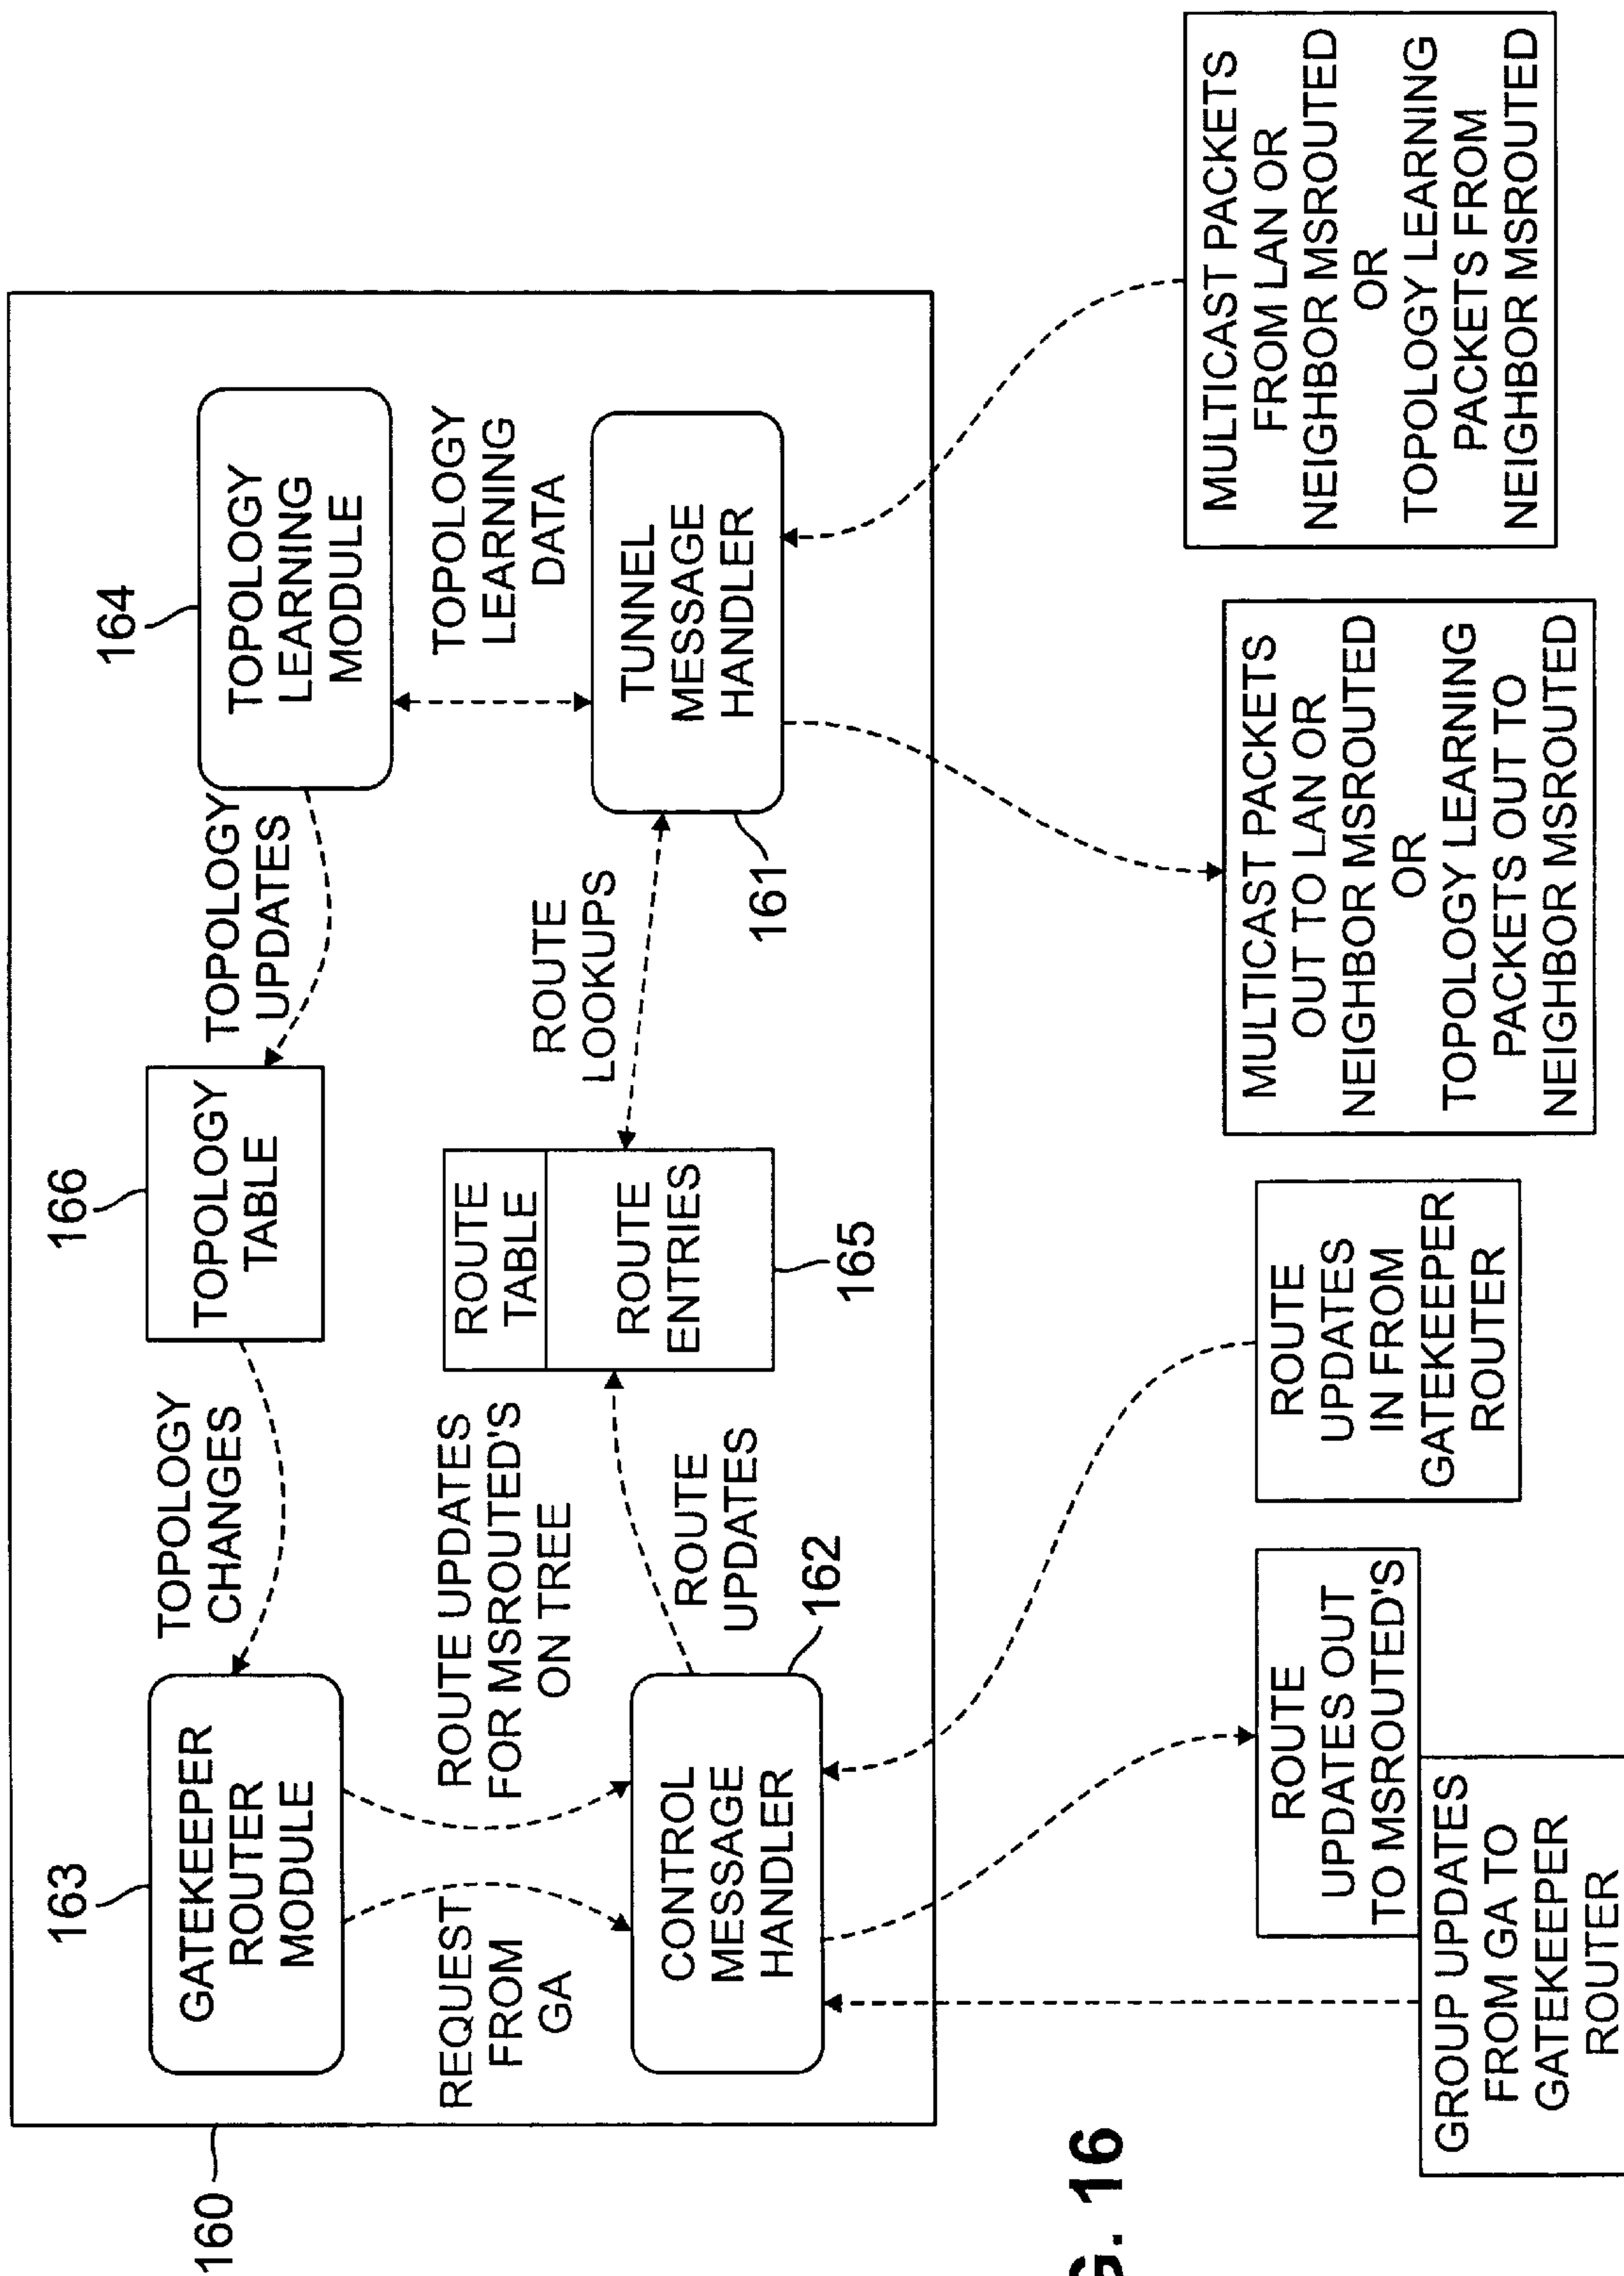 160
163
166
164
GATEKEEPER
ROUTER
MODULE
TOPOLOGY
CHANGES
TOPOLOGY
TABLE
TOPOLOGY
UPDATES
TOPOLOGY
LEARNING
MODULE
REQUEST
FROM
GA
ROUTE UPDATES
FOR MSROUTED'S
ON TREE
ROUTE
TABLE
ROUTE
ENTRIES
165
ROUTE
LOOKUPS
TOPOLOGY
LEARNING
DATA
CONTROL
MESSAGE
HANDLER
162
ROUTE
UPDATES
TUNNEL
MESSAGE
HANDLER
161
G. 16
GROUP UPDATES
FROM GA TO
GATEKEEPER
ROUTER
ROUTE
UPDATES OUT
TO MSROUTED'S
ROUTE
UPDATES
IN FROM
GATEKEEPER
ROUTER
MULTICAST PACKETS
OUT TO LAN OR
NEIGHBOR MSROUTED
OR
TOPOLOGY LEARNING
PACKETS OUT TO
NEIGHBOR MSROUTED
MULTICAST PACKETS
FROM LAN OR
NEIGHBOR MSROUTED
OR
TOPOLOGY LEARNING
PACKETS FROM
NEIGHBOR MSROUTED